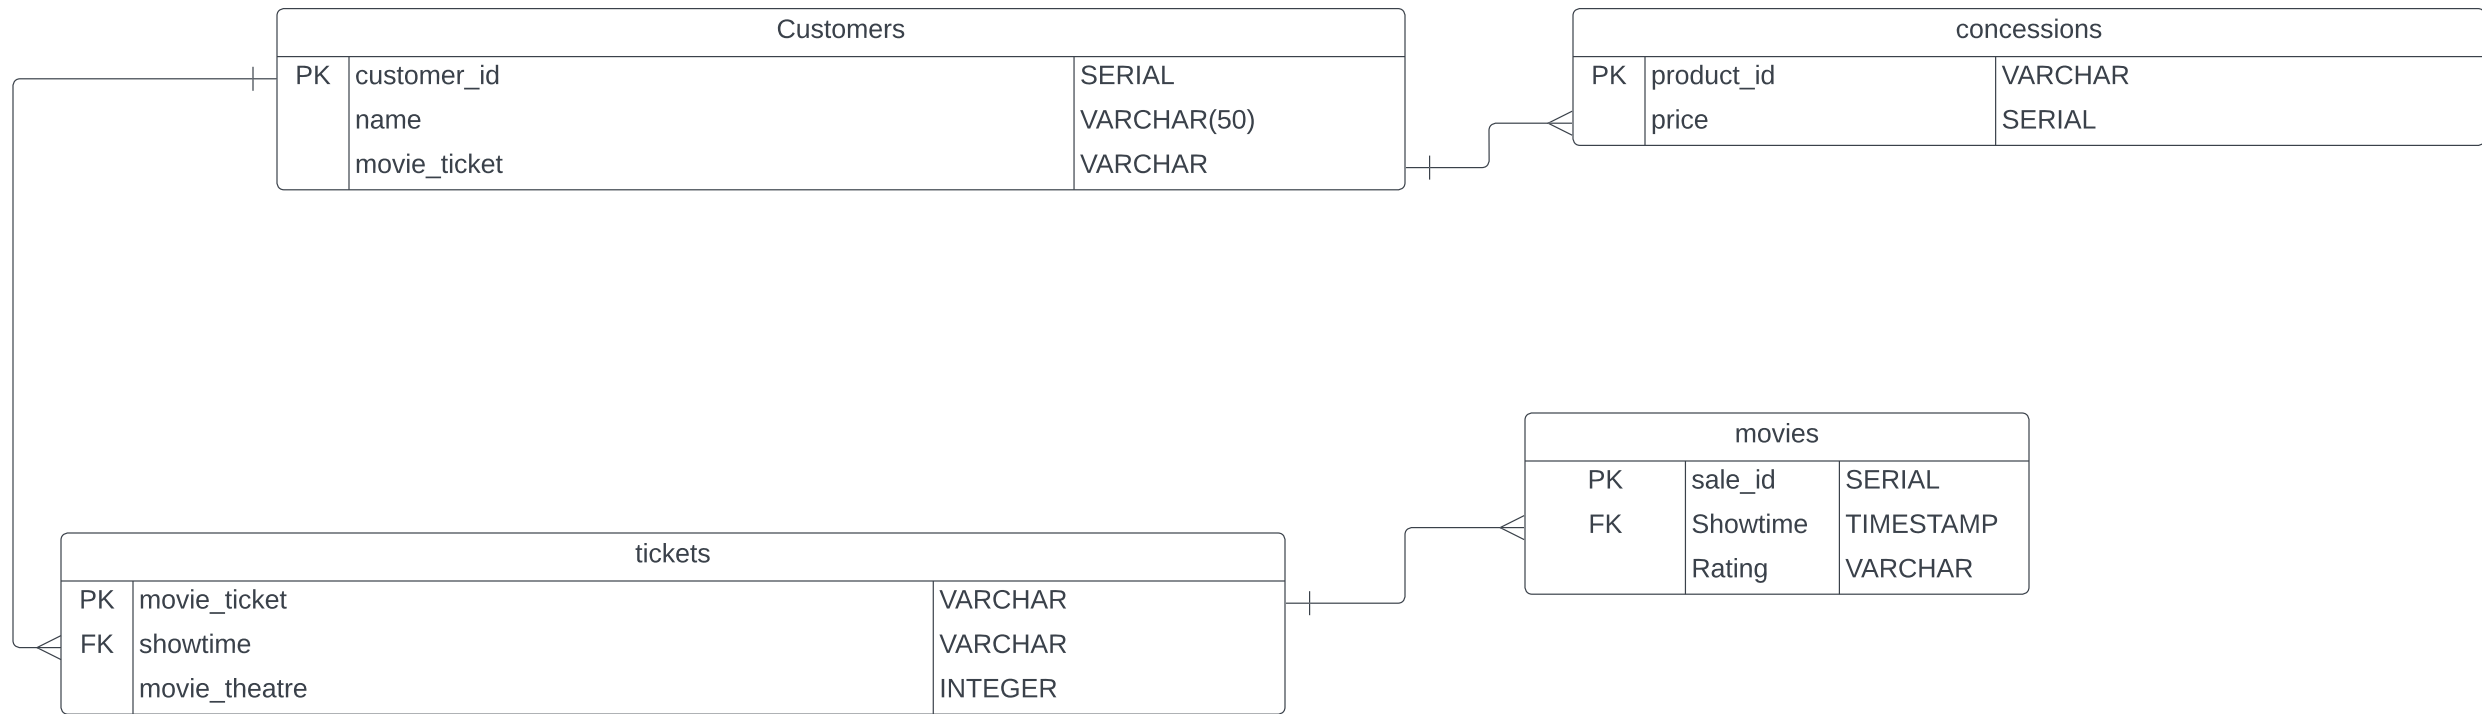 Customers
PK customer_id SERIAL
name VARCHAR(50)
movie_ticket VARCHAR
concessions
PK product_id VARCHAR
price SERIAL
movies
PK sale_id SERIAL
FK Showtime TIMESTAMP
Rating VARCHAR
tickets
PK movie_ticket VARCHAR
FK showtime VARCHAR
movie_theatre INTEGER